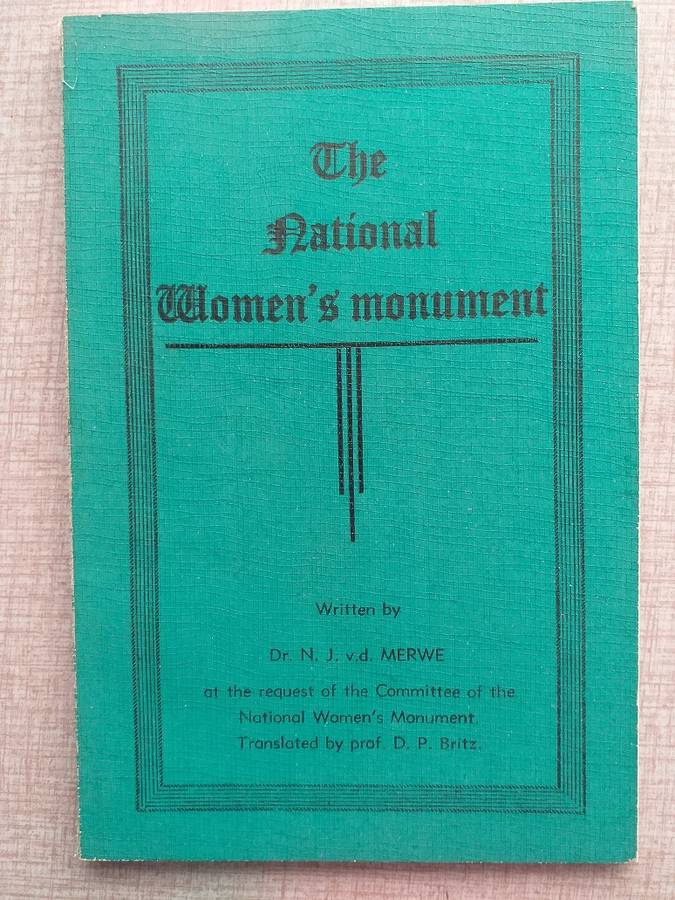 The
National
Women's monument
Written by
Dr. N. J. v.d. MERWE
at the request of the Committee of the
National Women's Monument.
Translated by prof. D. P. Britz.